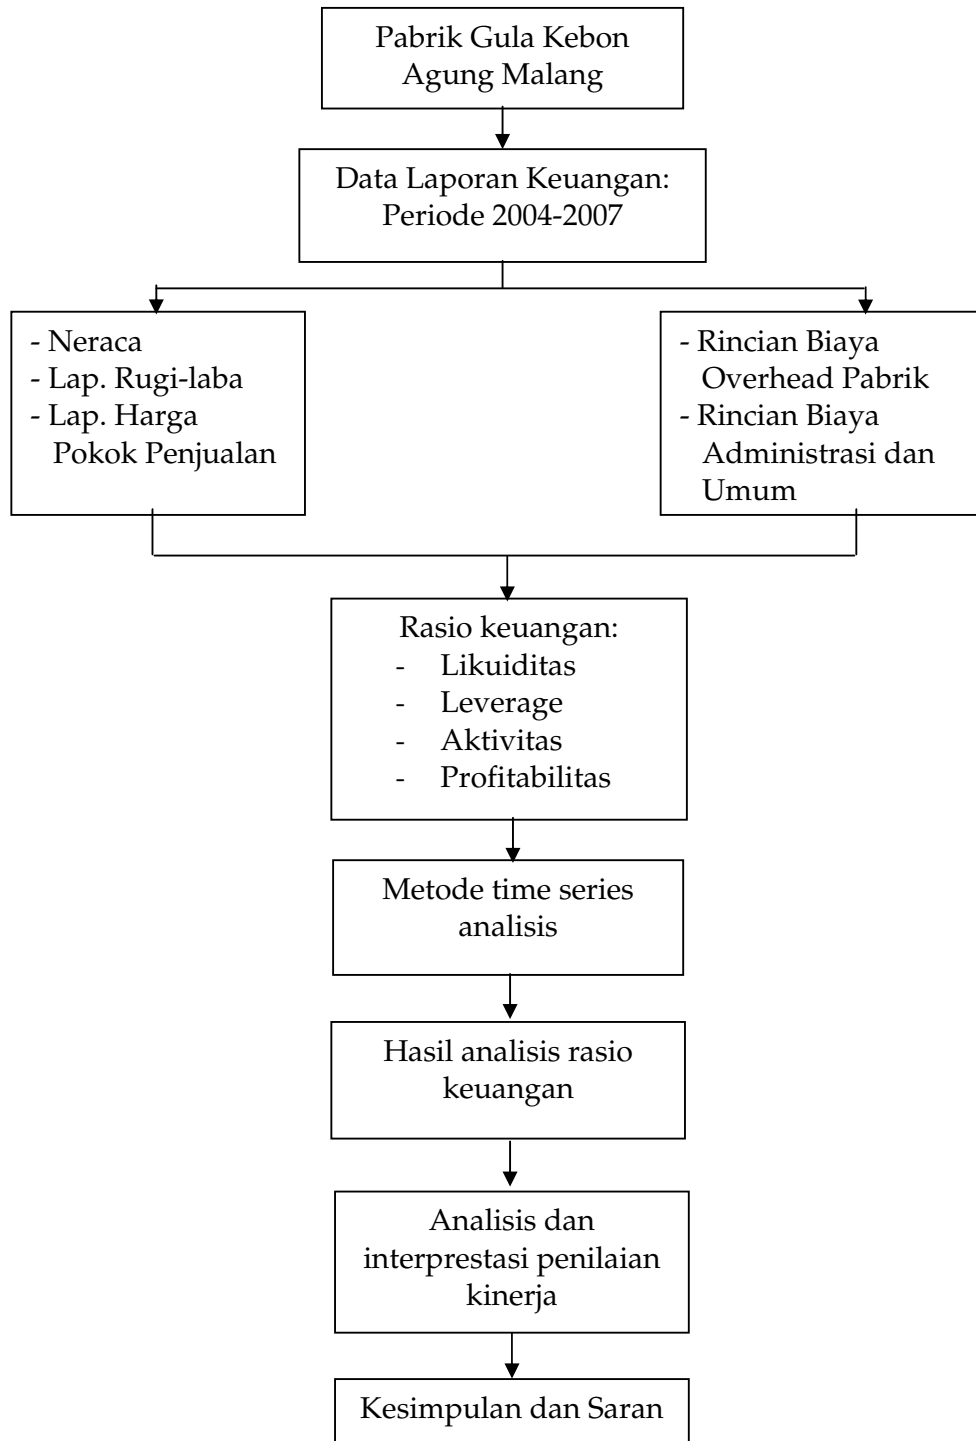 Pabrik Gula Kebon
Agung Malang
Data Laporan Keuangan:
Periode 2004-2007
- Neraca
- Lap. Rugi-laba
- Lap. Harga
Pokok Penjualan
- Rincian Biaya
Overhead Pabrik
- Rincian Biaya
Administrasi dan
Umum
Rasio keuangan:
- Likuiditas
- Leverage
- Aktivitas
- Profitabilitas
Metode time series
analisis
Hasil analisis rasio
keuangan
Analisis dan
interprestasi penilaian
kinerja
Kesimpulan dan Saran